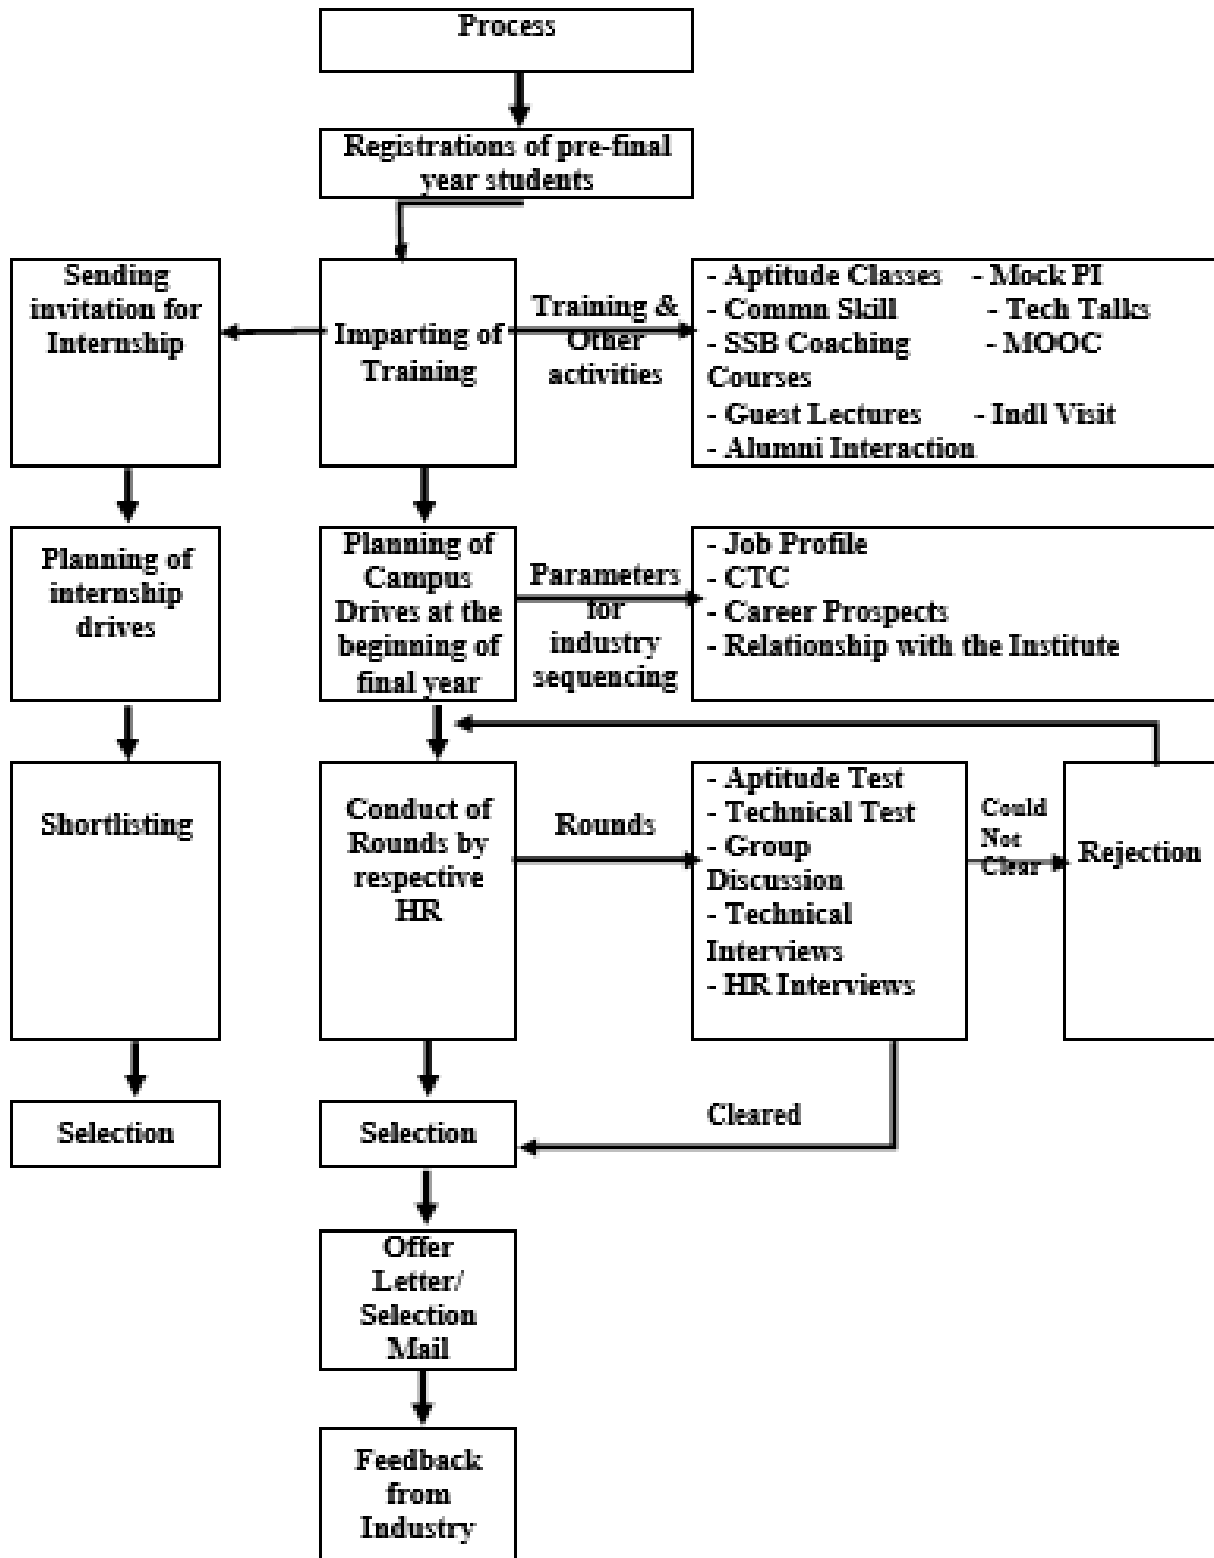 Process
Registrations of pre-final
year students
Sending
invitation for
Internship
Imparting of
Training
Training &
Other
activities
- Aptitude Classes - Mock PI
- Commn Skill - Tech Talks
- SSB Coaching - MOOC
Courses
- Guest Lectures - Indl Visit
- Alumni Interaction
Planning of
internship
drives
Planning of
Campus
Drives at the
beginning of
final year
Parameters
for
industry
sequencing
- Job Profile
- CTC
- Career Prospects
- Relationship with the Institute
Shortlisting
Conduct of
Rounds by
respective
HR
Rounds
- Aptitude Test
- Technical Test
- Group
Discussion
- Technical
Interviews
- HR Interviews
Could
Not
Clear
Rejection
Selection
Selection
Cleared
Offer
Letter/
Selection
Mail
Feedback
from
Industry